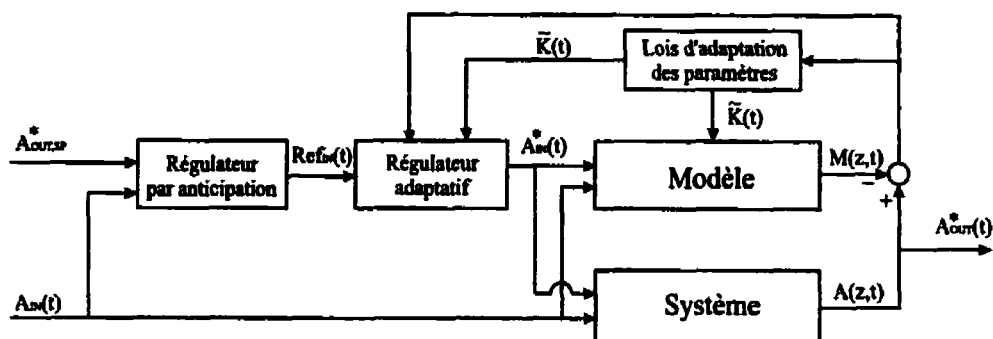 K̃(t)
Lois d'adaptation
des paramètres
K̃(t)
A*OUT,SP
Régulateur
par anticipation
RefIN(t)
Régulateur
adaptatif
A*IN(t)
Modèle
M(z,t)
−
+
A*OUT(t)
AIN(t)
Système
A(z,t)